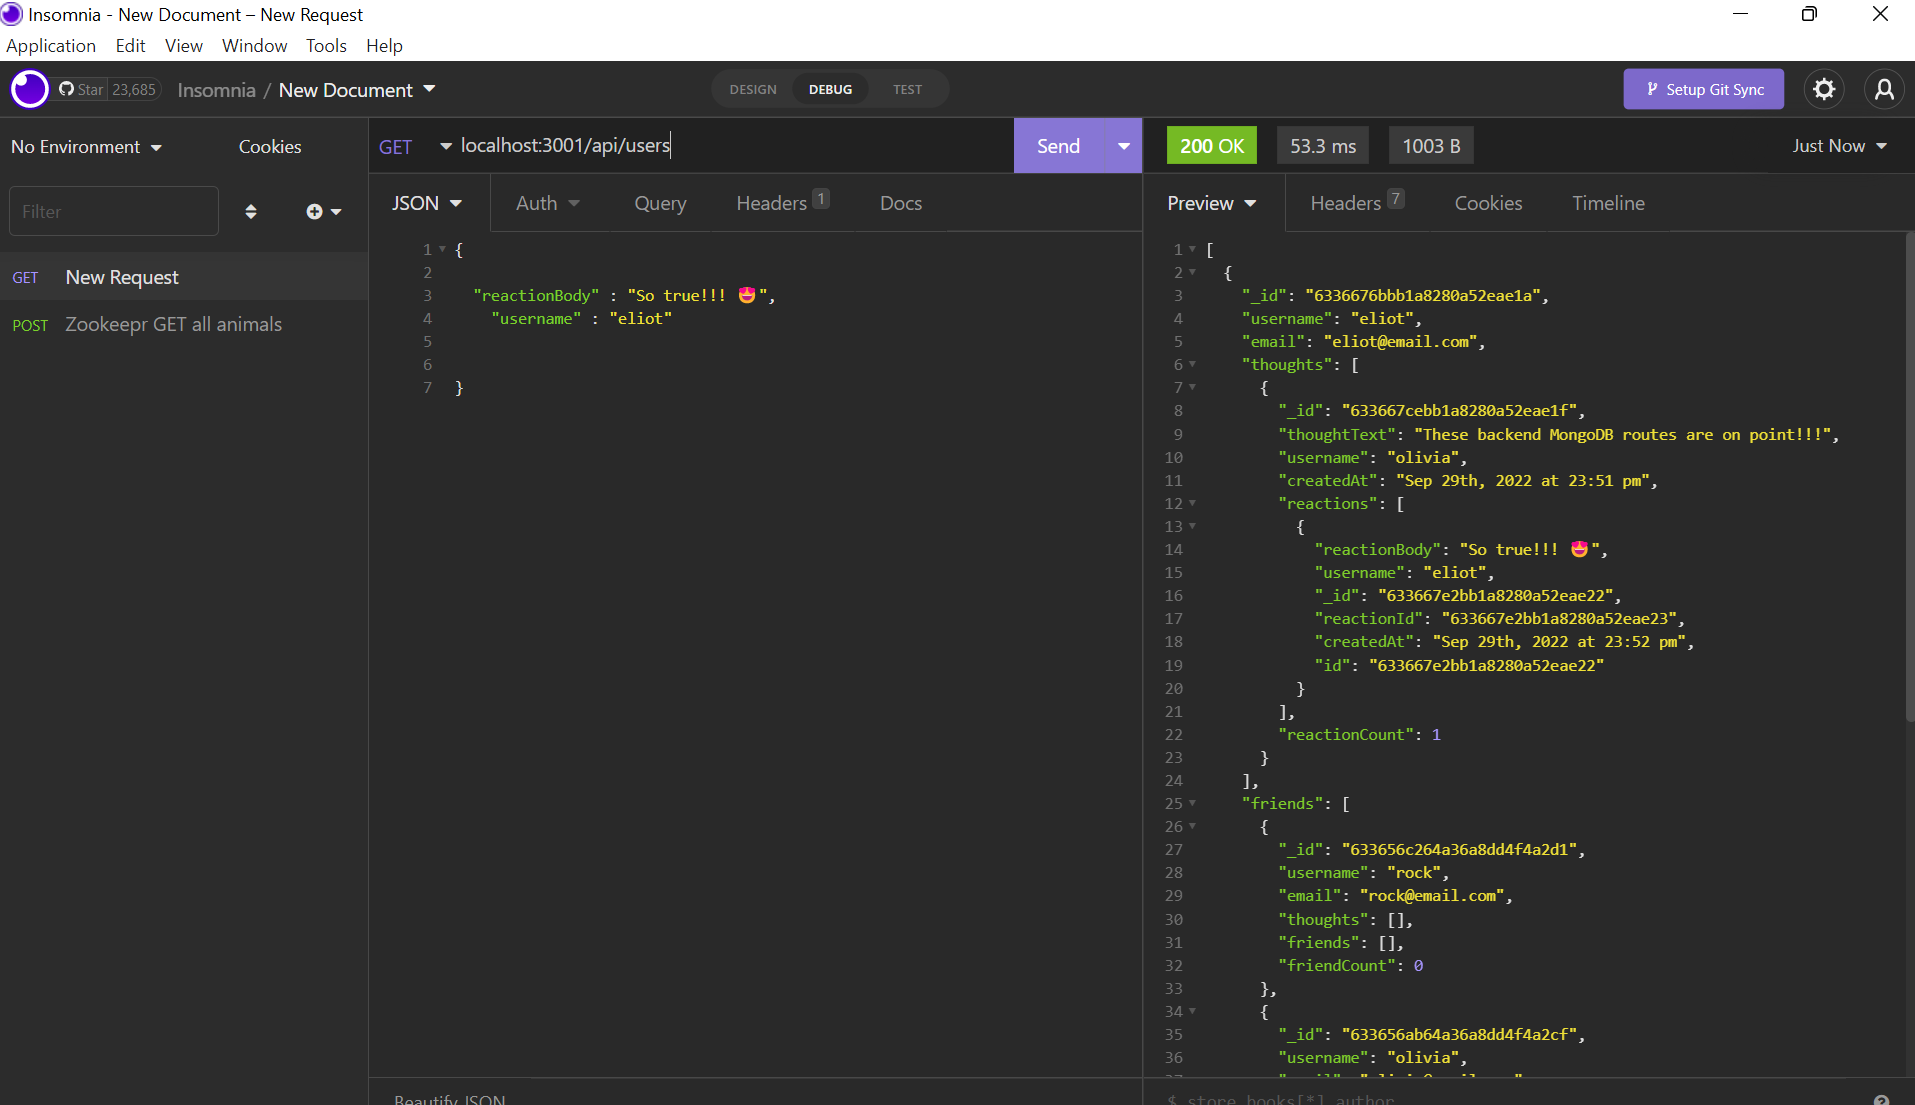 Insomnia - New Document – New Request
Application Edit View Window Tools Help
Star 23,685 Insomnia / New Document DESIGN DEBUG TEST Setup Git Sync
No Environment Cookies
Filter
GET New Request
POST Zookeepr GET all animals
GET localhost:3001/api/users Send
JSON Auth Query Headers 1 Docs
1 {
2
3 "reactionBody" : "So true!!! 😍",
4 "username" : "eliot"
5
6
7 }
Beautify JSON
200 OK 53.3 ms 1003 B Just Now
Preview Headers 7 Cookies Timeline
1 [
2 {
3 "_id": "6336676bbb1a8280a52eae1a",
4 "username": "eliot",
5 "email": "eliot@email.com",
6 "thoughts": [
7 {
8 "_id": "633667cebb1a8280a52eae1f",
9 "thoughtText": "These backend MongoDB routes are on point!!!",
10 "username": "olivia",
11 "createdAt": "Sep 29th, 2022 at 23:51 pm",
12 "reactions": [
13 {
14 "reactionBody": "So true!!! 😍",
15 "username": "eliot",
16 "_id": "633667e2bb1a8280a52eae22",
17 "reactionId": "633667e2bb1a8280a52eae23",
18 "createdAt": "Sep 29th, 2022 at 23:52 pm",
19 "id": "633667e2bb1a8280a52eae22"
20 }
21 ],
22 "reactionCount": 1
23 }
24 ],
25 "friends": [
26 {
27 "_id": "633656c264a36a8dd4f4a2d1",
28 "username": "rock",
29 "email": "rock@email.com",
30 "thoughts": [],
31 "friends": [],
32 "friendCount": 0
33 },
34 {
35 "_id": "633656ab64a36a8dd4f4a2cf",
36 "username": "olivia",
$.store.books[*].author